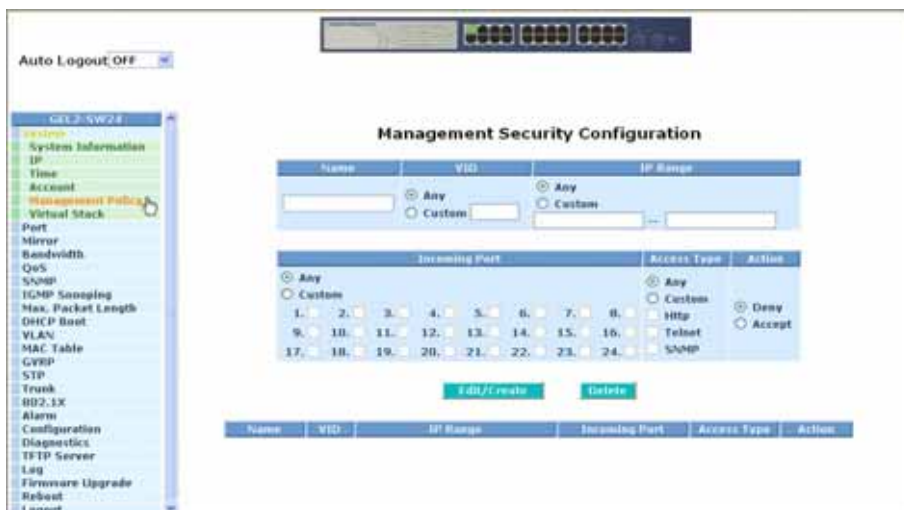 Auto Logout OFF
GEL2-SW24
System
System Information
IP
Time
Account
Management Policy
Virtual Stack
Port
Mirror
Bandwidth
QoS
SNMP
IGMP Snooping
Max. Packet Length
DHCP Boot
VLAN
MAC Table
GVRP
STP
Trunk
802.1X
Alarm
Configuration
Diagnostics
TFTP Server
Log
Firmware Upgrade
Reboot
Logout
Management Security Configuration
Name VID IP Range
Any
Custom
Any
Custom
--
Incoming Port Access Type Action
Any
Custom
1. 2. 3. 4. 5. 6. 7. 8.
9. 10. 11. 12. 13. 14. 15. 16.
17. 18. 19. 20. 21. 22. 23. 24.
Any
Custom
Http
Telnet
SNMP
Deny
Accept
Edit/Create Delete
Name VID IP Range Incoming Port Access Type Action